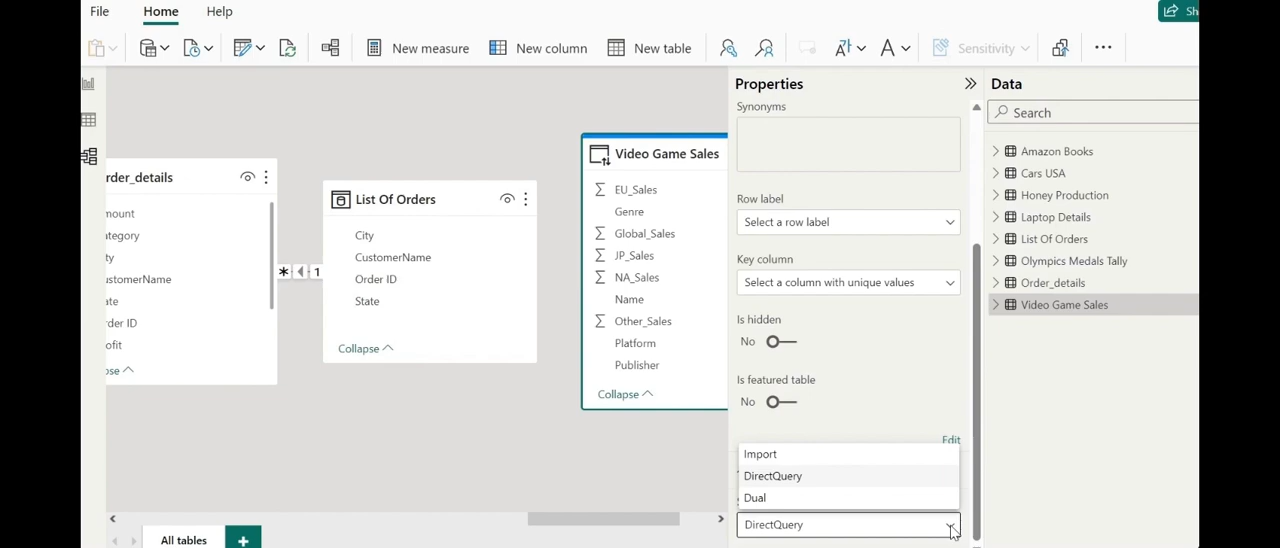 File
Home
Help
Sh
New measure
New column
New table
Sensitivity
Properties
Data
Synonyms
Search
rder_details
mount
ategory
ty
ustomerName
ate
rder ID
ofit
pse
*
1
List Of Orders
City
CustomerName
Order ID
State
Collapse
Video Game Sales
EU_Sales
Genre
Global_Sales
JP_Sales
NA_Sales
Name
Other_Sales
Platform
Publisher
Collapse
Row label
Select a row label
Key column
Select a column with unique values
Is hidden
No
Is featured table
No
Edit
Import
DirectQuery
Dual
DirectQuery
Amazon Books
Cars USA
Honey Production
Laptop Details
List Of Orders
Olympics Medals Tally
Order_details
Video Game Sales
All tables